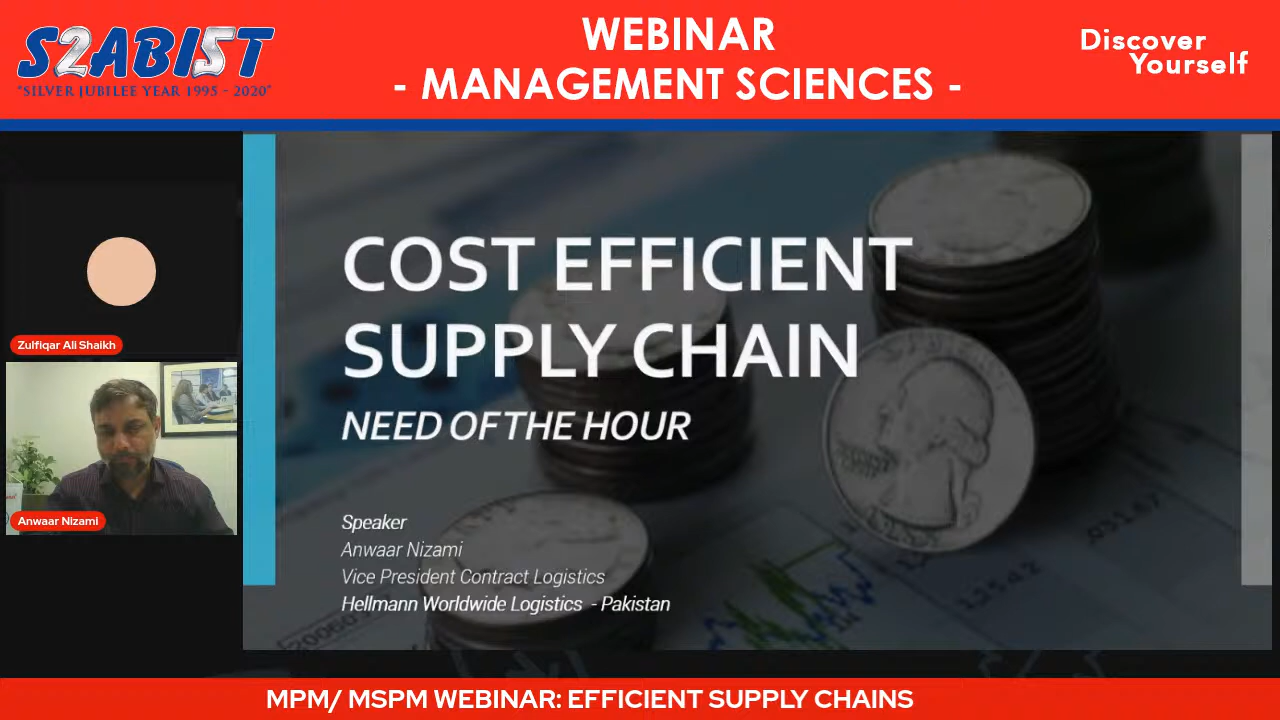 SZABIST
"SILVER JUBILEE YEAR 1995 - 2020"
WEBINAR
- MANAGEMENT SCIENCES -
Discover
Yourself
Zulfiqar Ali Shaikh
Anwaar Nizami
COST EFFICIENT
SUPPLY CHAIN
NEED OF THE HOUR
Speaker
Anwaar Nizami
Vice President Contract Logistics
Hellmann Worldwide Logistics - Pakistan
MPM/ MSPM WEBINAR: EFFICIENT SUPPLY CHAINS